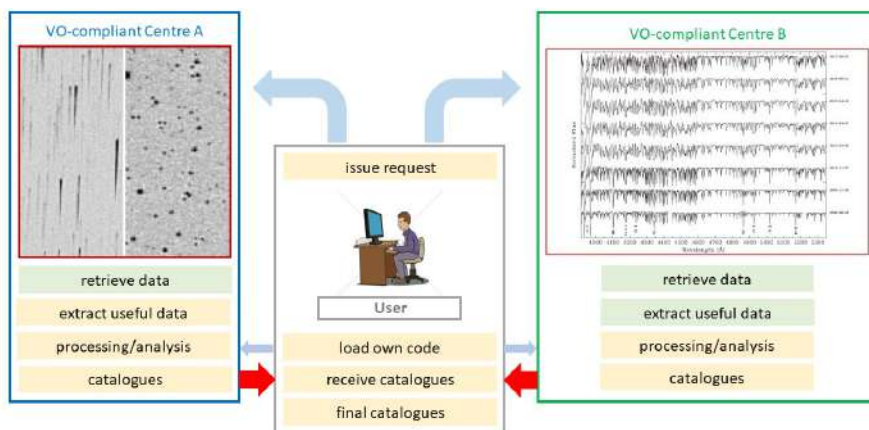 VO-compliant Centre A
retrieve data
extract useful data
processing/analysis
catalogues
issue request
User
load own code
receive catalogues
final catalogues
VO-compliant Centre B
Wavelength (Å)
retrieve data
extract useful data
processing/analysis
catalogues